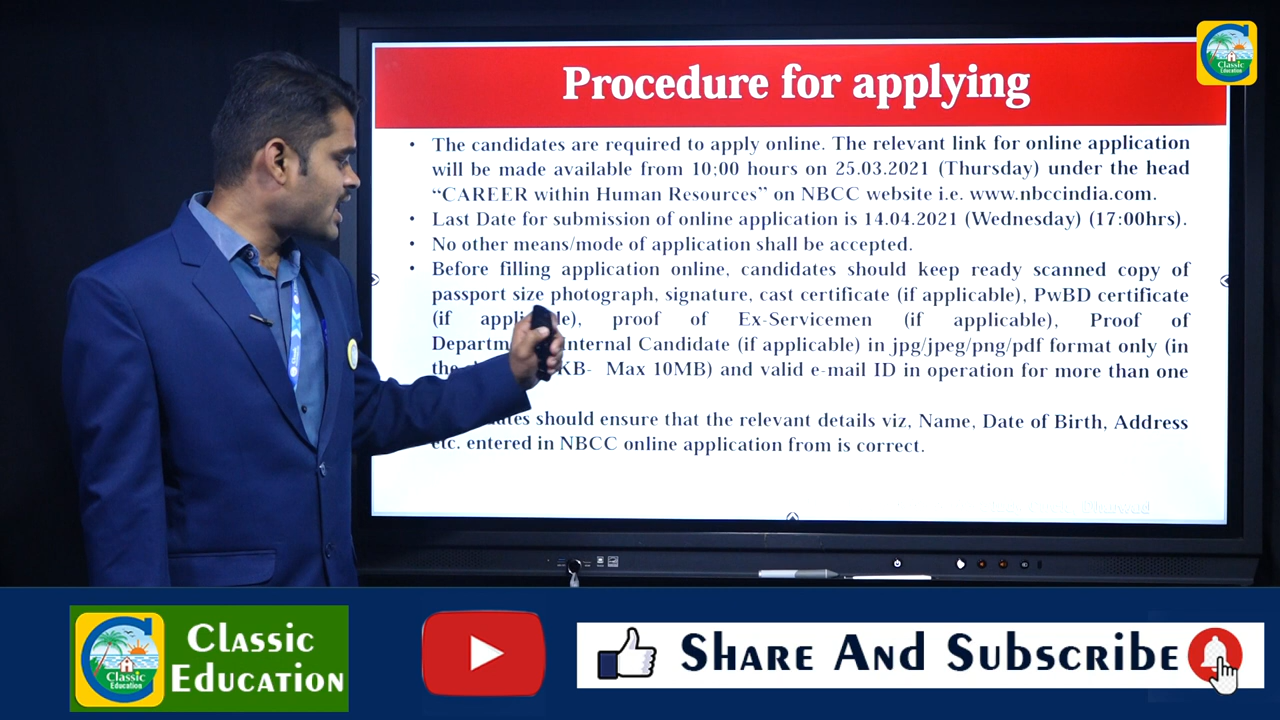 Procedure for applying
Classic
Education
• The candidates are required to apply online. The relevant link for online application
will be made available from 10:00 hours on 25.03.2021 (Thursday) under the head
“CAREER within Human Resources” on NBCC website i.e. www.nbccindia.com.
• Last Date for submission of online application is 14.04.2021 (Wednesday) (17:00hrs).
• No other means/mode of application shall be accepted.
• Before filling application online, candidates should keep ready scanned copy of
passport size photograph, signature, cast certificate (if applicable), PwBD certificate
(if applicable), proof of Ex-Servicemen (if applicable), Proof of
Internal Candidate (if applicable) in jpg/jpeg/png/pdf format only (in
the KB- Max 10MB) and valid e-mail ID in operation for more than one
should ensure that the relevant details viz, Name, Date of Birth, Address
etc. entered in NBCC online application from is correct.
Dharwad
Classic
Education
Classic
Education
Share And Subscribe